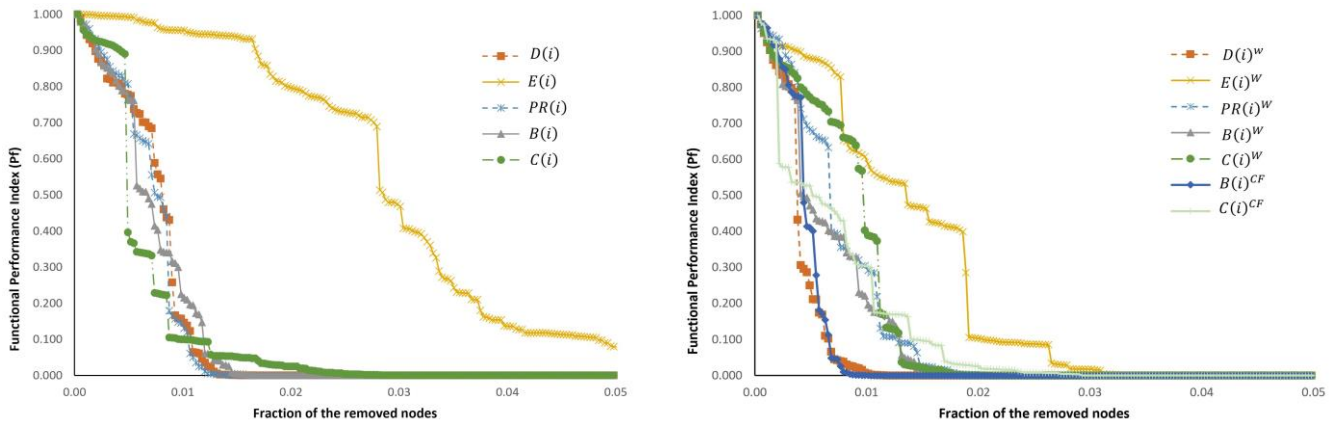 Functional Performance Index (Pf)
1.000
0.900
0.800
0.700
0.600
0.500
0.400
0.300
0.200
0.100
0.000
0.00 0.01 0.02 0.03 0.04 0.05
Fraction of the removed nodes
D(i)
E(i)
PR(i)
B(i)
C(i)
Functional Performance Index (Pf)
1.000
0.900
0.800
0.700
0.600
0.500
0.400
0.300
0.200
0.100
0.000
0.00 0.01 0.02 0.03 0.04 0.05
Fraction of the removed nodes
D(i)^W
E(i)^W
PR(i)^W
B(i)^W
C(i)^W
B(i)^CF
C(i)^CF